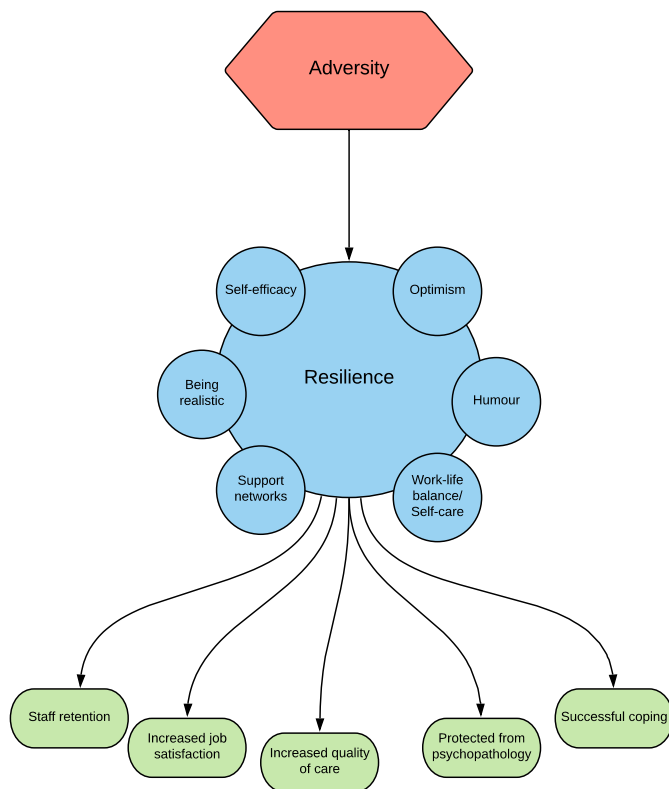 Adversity
Self-efficacy
Optimism
Resilience
Being
realistic
Humour
Support
networks
Work-life
balance/
Self-care
Staff retention
Increased job
satisfaction
Increased quality
of care
Protected from
psychopathology
Successful coping